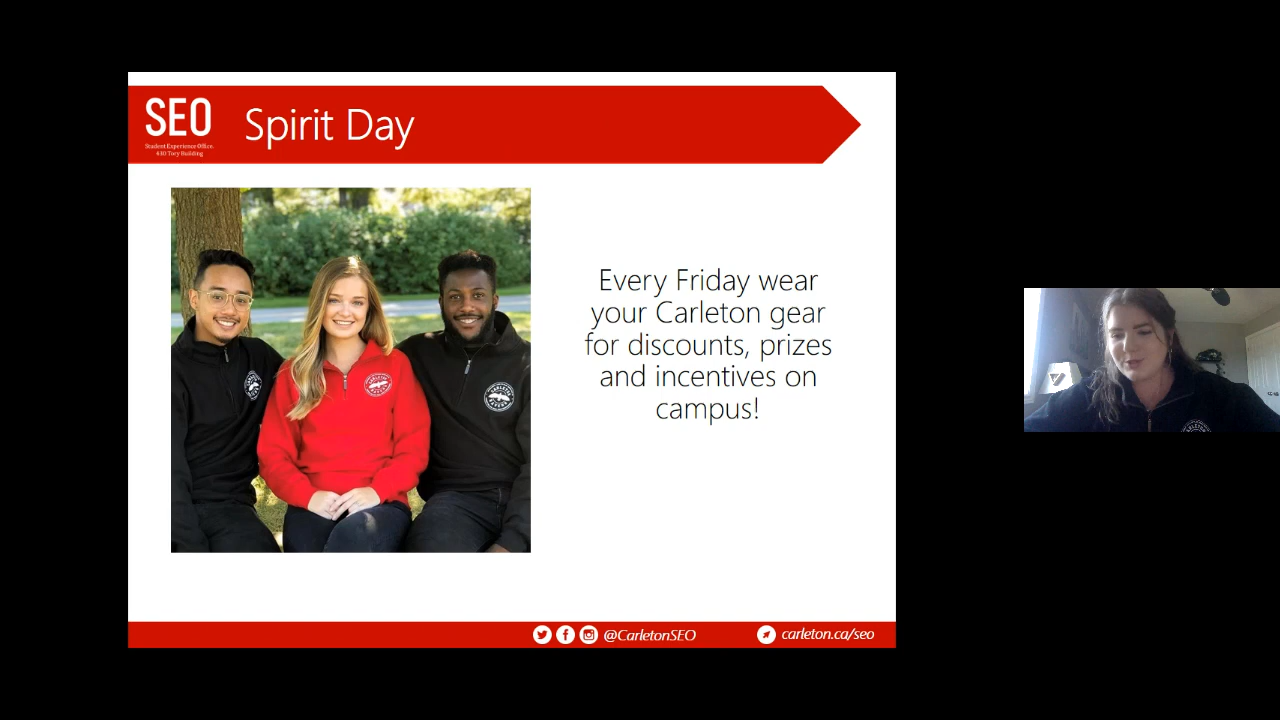 SEO
Student Experience Office.
430 Tory Building
Spirit Day
Every Friday wear
your Carleton gear
for discounts, prizes
and incentives on
campus!
@CarletonSEO
carleton.ca/seo